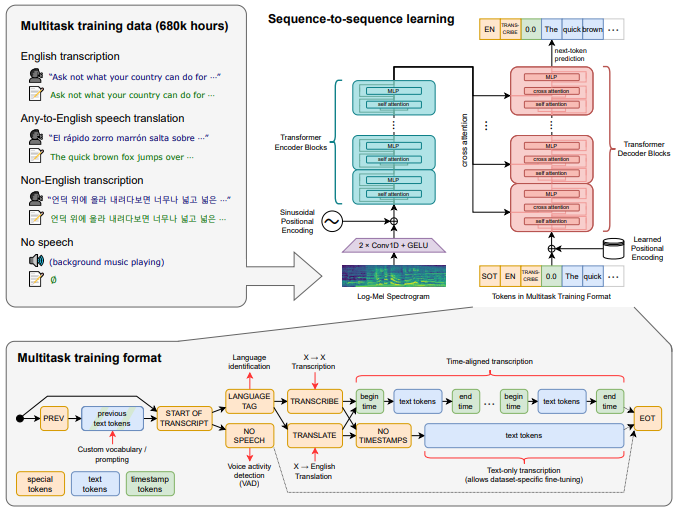 Multitask training data (680k hours)
English transcription
“Ask not what your country can do for ⋯”
Ask not what your country can do for ⋯
Any-to-English speech translation
“El rápido zorro marrón salta sobre ⋯”
The quick brown fox jumps over ⋯
Non-English transcription
“언덕 위에 올라 내려다보면 너무나 넓고 넓은 ⋯
언덕 위에 올라 내려다보면 너무나 넓고 넓은 ⋯
No speech
(background music playing)
∅
Sequence-to-sequence learning
EN
TRANS-
CRIBE
0.0
The
quick
brown
⋯
next-token
prediction
MLP
self attention
⋯
MLP
self attention
MLP
self attention
Transformer
Encoder Blocks
Sinusoidal
Positional
Encoding
2 × Conv1D + GELU
Log-Mel Spectrogram
cross attention
⋯
MLP
cross attention
self attention
⋯
MLP
cross attention
self attention
MLP
cross attention
self attention
Transformer
Decoder Blocks
Learned
Positional
Encoding
SOT
EN
TRANS-
CRIBE
0.0
The
quick
⋯
Tokens in Multitask Training Format
Multitask training format
Language
identification
X → X
Transcription
Time-aligned transcription
PREV
previous
text tokens
START OF
TRANSCRIPT
LANGUAGE
TAG
TRANSCRIBE
begin
time
text tokens
end
time
⋯
begin
time
text tokens
end
time
NO
SPEECH
TRANSLATE
NO
TIMESTAMPS
text tokens
EOT
Custom vocabulary /
prompting
Voice activity
detection
(VAD)
X → English
Translation
Text-only transcription
(allows dataset-specific fine-tuning)
special
tokens
text
tokens
timestamp
tokens